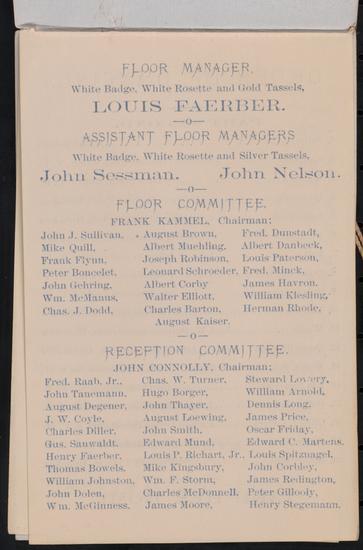 FLOOR MANAGER,
White Badge, White Rosette and Gold Tassels,
LOUIS FAERBER.
—o—
ASSISTANT FLOOR MANAGERS
White Badge, White Rosette and Silver Tassels,
John Sessman. John Nelson.
—o—
FLOOR COMMITTEE.
FRANK KAMMEL, Chairman;
John J. Sullivan, August Brown, Fred. Dunstadt,
Mike Quill, Albert Muehling, Albert Danbeck,
Frank Flynn, Joseph Robinson, Louis Paterson,
Peter Boncelet, Leonard Schroeder, Fred. Minck,
John Gehring, Albert Corby James Havron,
Wm. McManus, Walter Elliott, William Klesling,
Chas. J. Dodd, Charles Barton, Herman Rhode,
August Kaiser.
—o—
RECEPTION COMMITTEE.
JOHN CONNOLLY, Chairman;
Fred. Raab, Jr., Chas. W. Turner, Steward Lowery,
John Tanemann, Hugo Borger, William Arnold,
August Degener, John Thayer, Dennis Long,
J. W. Coyle, August Loewing, James Price,
Charles Diller, John Smith, Oscar Friday,
Gus. Sauwaldt, Edward Mund, Edward C. Martens,
Henry Faerber, Louis P. Richart, Jr., Louis Spitznagel,
Thomas Bowels, Mike Kingsbury, John Corbley,
William Johnston, Wm. F. Storm, James Redington,
John Dolen, Charles McDonnell, Peter Gillooly,
Wm. McGinness, James Moore, Henry Stegemann.